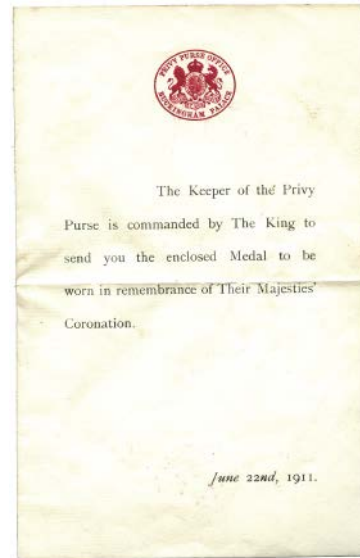 PRIVY PURSE OFFICE
BUCKINGHAM PALACE
The Keeper of the Privy
Purse is commanded by The King to
send you the enclosed Medal to be
worn in remembrance of Their Majesties'
Coronation.
June 22nd, 1911.